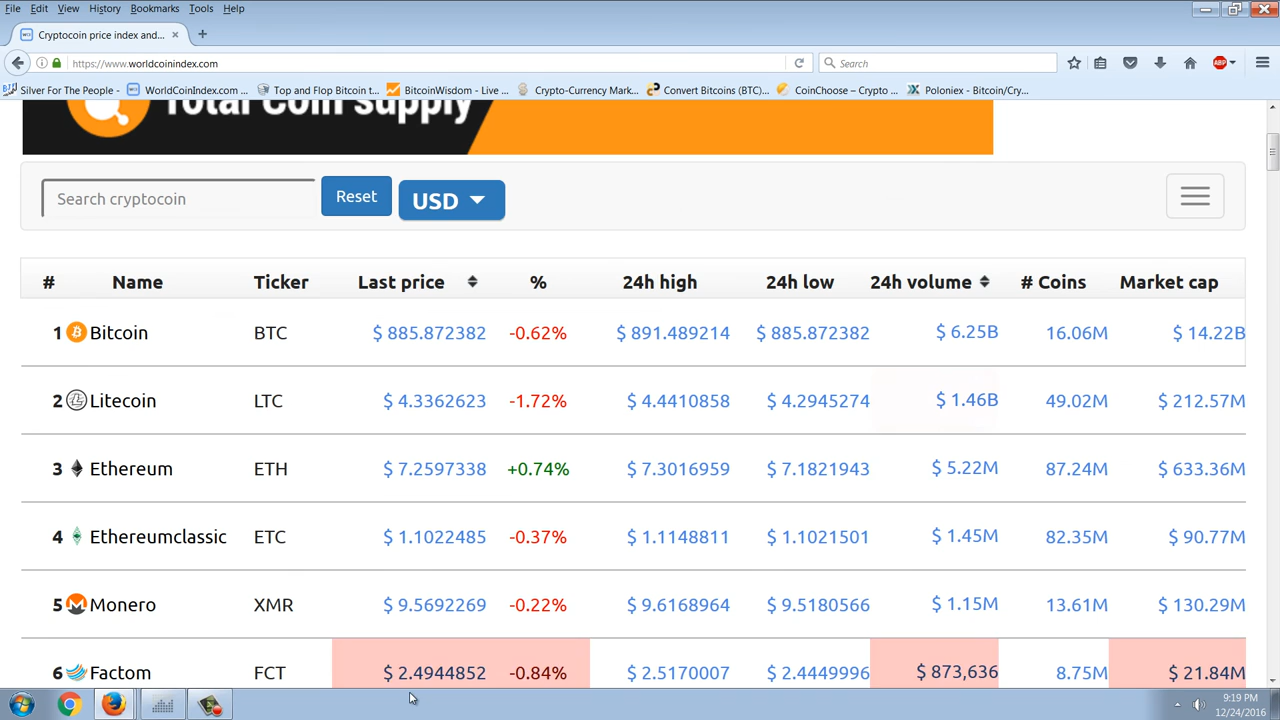 File Edit View History Bookmarks Tools Help
Cryptocoin price index and...
https://www.worldcoinindex.com
Search
Silver For The People - ...
WorldCoinIndex.com ...
Top and Flop Bitcoin t...
BitcoinWisdom - Live ...
Crypto-Currency Mark...
Convert Bitcoins (BTC)...
CoinChoose – Crypto ...
Poloniex - Bitcoin/Cry...
Total Coin supply
Search cryptocoin Reset USD
# Name Ticker Last price % 24h high 24h low 24h volume # Coins Market cap
1 Bitcoin BTC $ 885.872382 -0.62% $ 891.489214 $ 885.872382 $ 6.25B 16.06M $ 14.22B
2 Litecoin LTC $ 4.3362623 -1.72% $ 4.4410858 $ 4.2945274 $ 1.46B 49.02M $ 212.57M
3 Ethereum ETH $ 7.2597338 +0.74% $ 7.3016959 $ 7.1821943 $ 5.22M 87.24M $ 633.36M
4 Ethereumclassic ETC $ 1.1022485 -0.37% $ 1.1148811 $ 1.1021501 $ 1.45M 82.35M $ 90.77M
5 Monero XMR $ 9.5692269 -0.22% $ 9.6168964 $ 9.5180566 $ 1.15M 13.61M $ 130.29M
6 Factom FCT $ 2.4944852 -0.84% $ 2.5170007 $ 2.4449996 $ 873,636 8.75M $ 21.84M
9:19 PM
12/24/2016